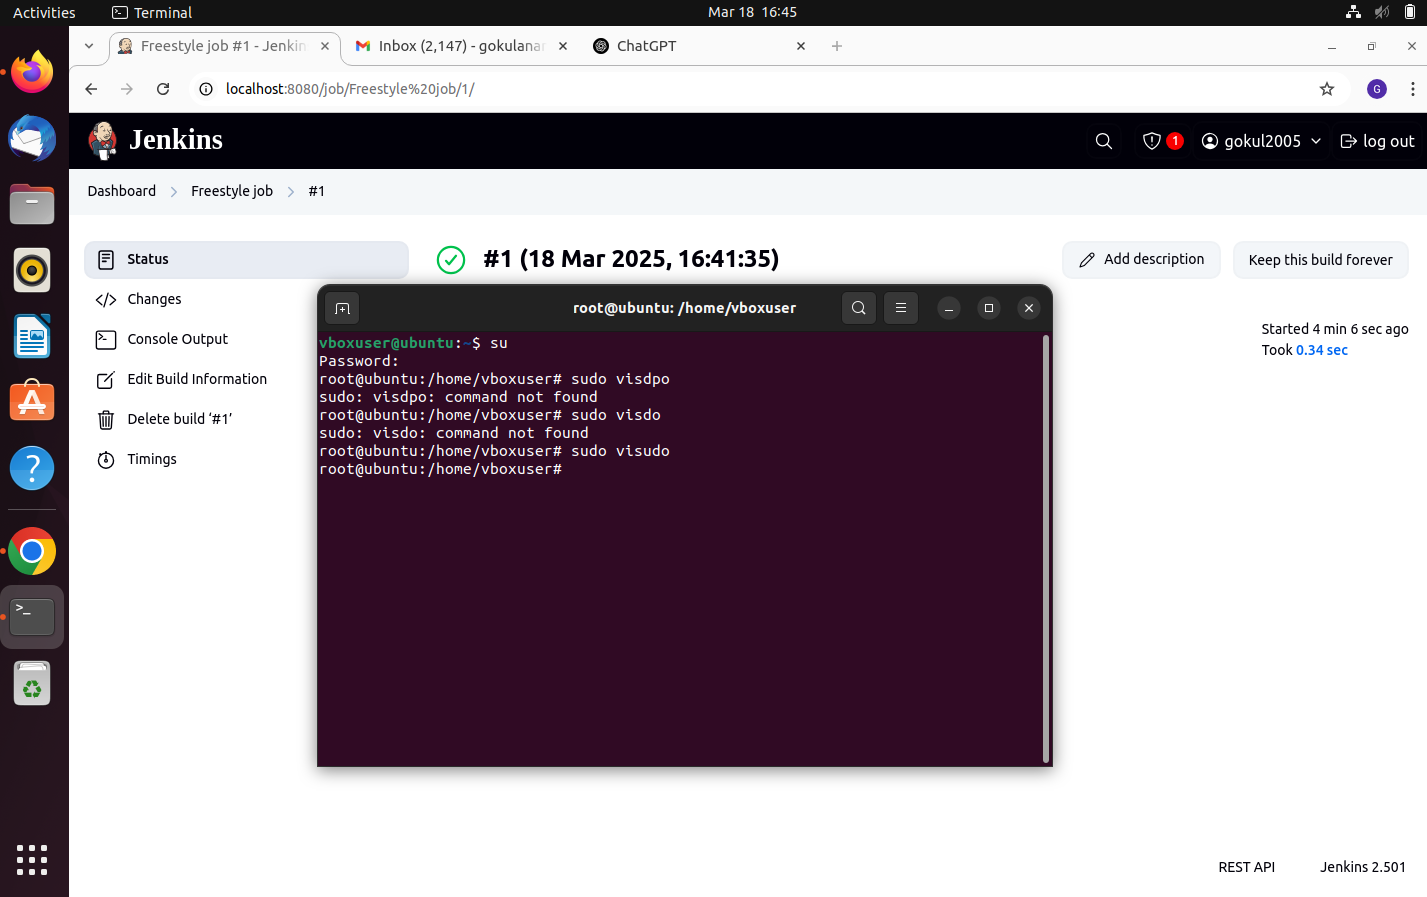 Activities
Terminal
Mar 18 16:45
Freestyle job #1 - Jenkin
Inbox (2,147) - gokulanar
ChatGPT
localhost:8080/job/Freestyle%20job/1/
G
Jenkins
1
gokul2005
log out
Dashboard
Freestyle job
#1
Status
#1 (18 Mar 2025, 16:41:35)
Add description
Keep this build forever
Changes
Console Output
Edit Build Information
Delete build ‘#1’
Timings
Started 4 min 6 sec ago
Took 0.34 sec
root@ubuntu: /home/vboxuser
vboxuser@ubuntu:~$ su
Password:
root@ubuntu:/home/vboxuser# sudo visdpo
sudo: visdpo: command not found
root@ubuntu:/home/vboxuser# sudo visdo
sudo: visdo: command not found
root@ubuntu:/home/vboxuser# sudo visudo
root@ubuntu:/home/vboxuser#
REST API
Jenkins 2.501